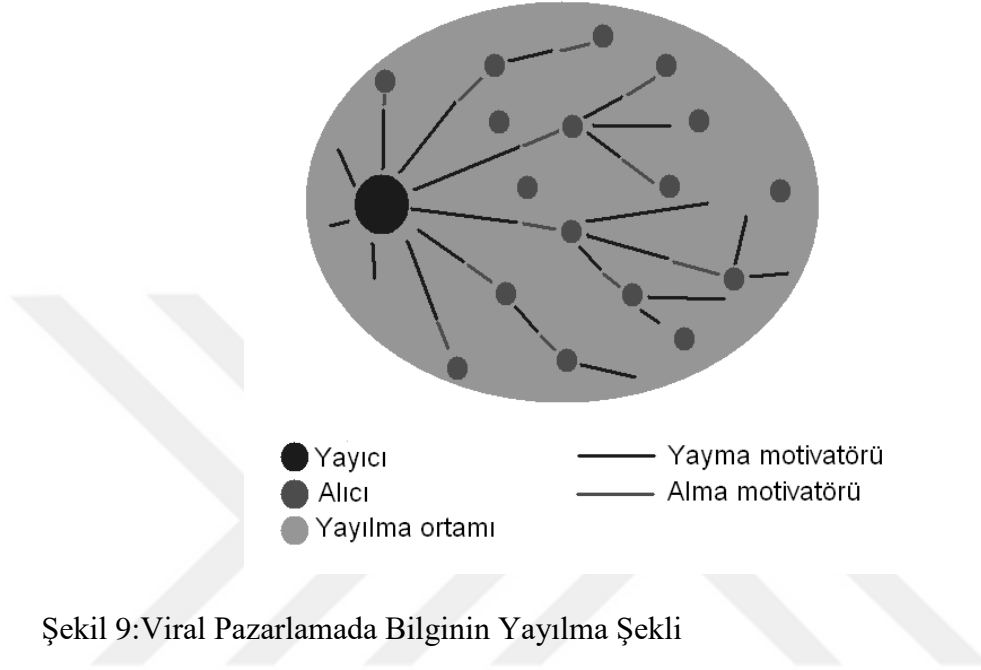 Yayıcı
Yayma motivatörü
Alıcı
Alma motivatörü
Yayılma ortamı
Şekil 9:Viral Pazarlamada Bilginin Yayılma Şekli